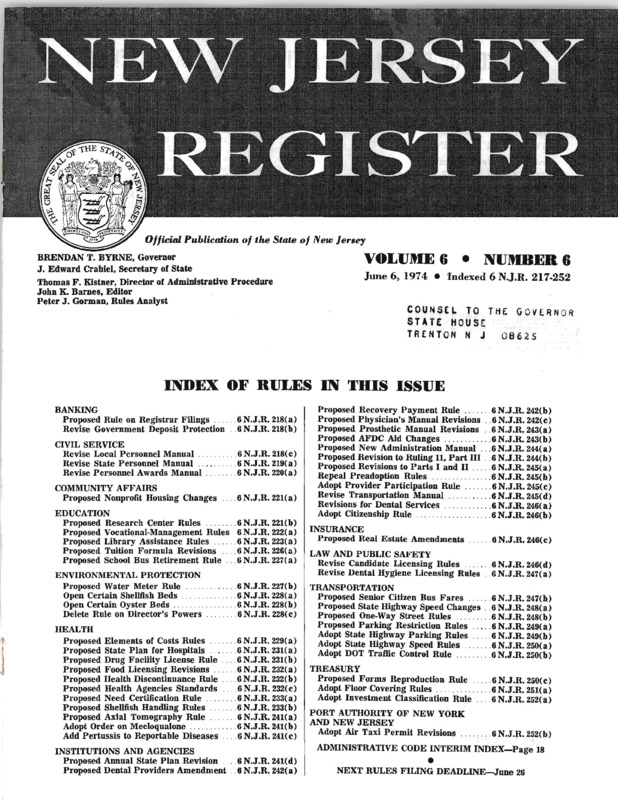 NEW JERSEY
REGISTER
THE GREAT SEAL OF THE STATE OF NEW JERSEY
Official Publication of the State of New Jersey
BRENDAN T. BYRNE, Governor
J. Edward Crabiel, Secretary of State
Thomas F. Kistner, Director of Administrative Procedure
John K. Barnes, Editor
Peter J. Gorman, Rules Analyst
VOLUME 6 • NUMBER 6
June 6, 1974 • Indexed 6 N.J.R. 217-252
COUNSEL TO THE GOVERNOR
STATE HOUSE
TRENTON N J 08625
INDEX OF RULES IN THIS ISSUE
BANKING
Proposed Rule on Registrar Filings ...... 6 N.J.R. 218(a)
Revise Government Deposit Protection .. 6 N.J.R. 218(b)
CIVIL SERVICE
Revise Local Personnel Manual .......... 6 N.J.R. 218(c)
Revise State Personnel Manual .......... 6 N.J.R. 219(a)
Revise Personnel Awards Manual ....... 6 N.J.R. 220(a)
COMMUNITY AFFAIRS
Proposed Nonprofit Housing Changes .... 6 N.J.R. 221(a)
EDUCATION
Proposed Research Center Rules ........ 6 N.J.R. 221(b)
Proposed Vocational-Management Rules 6 N.J.R. 222(a)
Proposed Library Assistance Rules ...... 6 N.J.R. 223(a)
Proposed Tuition Formula Revisions .... 6 N.J.R. 226(a)
Proposed School Bus Retirement Rule ... 6 N.J.R. 227(a)
ENVIRONMENTAL PROTECTION
Proposed Water Meter Rule ............. 6 N.J.R. 227(b)
Open Certain Shellfish Beds ............ 6 N.J.R. 228(a)
Open Certain Oyster Beds .............. 6 N.J.R. 228(b)
Delete Rule on Director's Powers ....... 6 N.J.R. 228(c)
HEALTH
Proposed Elements of Costs Rules ....... 6 N.J.R. 229(a)
Proposed State Plan for Hospitals ....... 6 N.J.R. 231(a)
Proposed Drug Facility License Rule .... 6 N.J.R. 231(b)
Proposed Food Licensing Revisions ...... 6 N.J.R. 232(a)
Proposed Health Discontinuance Rule ... 6 N.J.R. 232(b)
Proposed Health Agencies Standards .... 6 N.J.R. 232(c)
Proposed Need Certification Rule ....... 6 N.J.R. 233(a)
Proposed Shellfish Handling Rules ...... 6 N.J.R. 233(b)
Proposed Axial Tomography Rule ....... 6 N.J.R. 241(a)
Adopt Order on Mecloqualone .......... 6 N.J.R. 241(b)
Add Pertussis to Reportable Diseases .... 6 N.J.R. 241(c)
INSTITUTIONS AND AGENCIES
Proposed Annual State Plan Revision .... 6 N.J.R. 241(d)
Proposed Dental Providers Amendment .. 6 N.J.R. 242(a)
Proposed Recovery Payment Rule ....... 6 N.J.R. 242(b)
Proposed Physician's Manual Revisions .. 6 N.J.R. 242(c)
Proposed Prosthetic Manual Revisions ... 6 N.J.R. 243(a)
Proposed AFDC Aid Changes ............ 6 N.J.R. 243(b)
Proposed New Administration Manual ... 6 N.J.R. 244(a)
Proposed Revision to Ruling 11, Part III . 6 N.J.R. 244(b)
Proposed Revisions to Parts I and II ..... 6 N.J.R. 245(a)
Repeal Preadoption Rules ............... 6 N.J.R. 245(b)
Adopt Provider Participation Rule ....... 6 N.J.R. 245(c)
Revise Transportation Manual ........... 6 N.J.R. 245(d)
Revisions for Dental Services ............ 6 N.J.R. 246(a)
Adopt Citizenship Rule ................. 6 N.J.R. 246(b)
INSURANCE
Proposed Real Estate Amendments ...... 6 N.J.R. 246(c)
LAW AND PUBLIC SAFETY
Revise Candidate Licensing Rules ....... 6 N.J.R. 246(d)
Revise Dental Hygiene Licensing Rules .. 6 N.J.R. 247(a)
TRANSPORTATION
Proposed Senior Citizen Bus Fares ...... 6 N.J.R. 247(b)
Proposed State Highway Speed Changes . 6 N.J.R. 248(a)
Proposed One-Way Street Rules ......... 6 N.J.R. 248(b)
Proposed Parking Restriction Rules ...... 6 N.J.R. 249(a)
Adopt State Highway Parking Rules ..... 6 N.J.R. 249(b)
Adopt State Highway Speed Rules ....... 6 N.J.R. 250(a)
Adopt DOT Traffic Control Rule ......... 6 N.J.R. 250(b)
TREASURY
Proposed Forms Reproduction Rule ..... 6 N.J.R. 250(c)
Adopt Floor Covering Rules ............. 6 N.J.R. 251(a)
Adopt Investment Classification Rule .... 6 N.J.R. 252(a)
PORT AUTHORITY OF NEW YORK
AND NEW JERSEY
Adopt Air Taxi Permit Revisions ........ 6 N.J.R. 252(b)
ADMINISTRATIVE CODE INTERIM INDEX—Page 18
•
NEXT RULES FILING DEADLINE—June 26